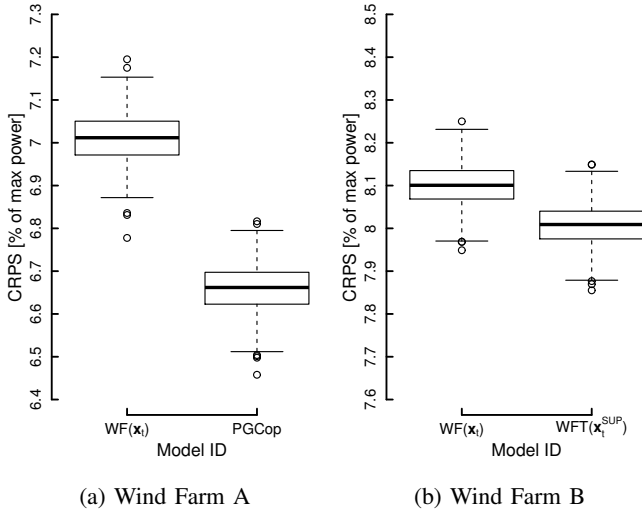 CRPS [% of max power]
7.3
7.2
7.1
7
6.9
6.8
6.7
6.6
6.5
6.4
WF(xₜ)
PGCop
Model ID
(a) Wind Farm A
CRPS [% of max power]
8.5
8.4
8.3
8.2
8.1
8
7.9
7.8
7.7
7.6
WF(xₜ)
WFT(xₜ^SUP)
Model ID
(b) Wind Farm B